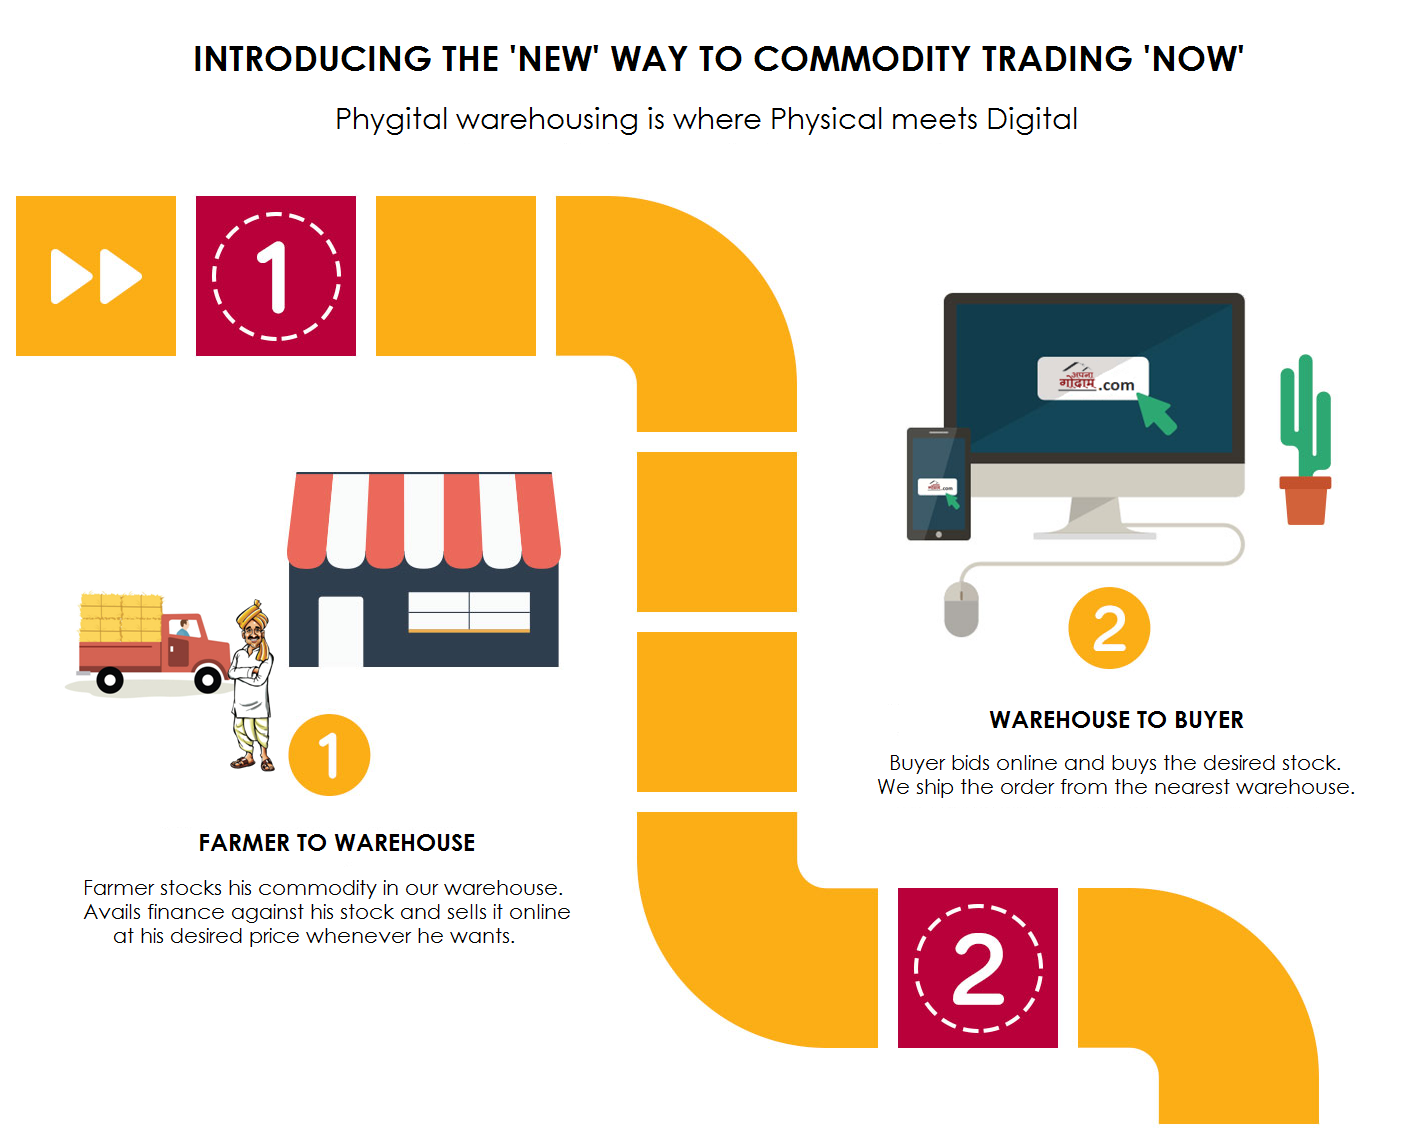 INTRODUCING THE 'NEW' WAY TO COMMODITY TRADING 'NOW'
Phygital warehousing is where Physical meets Digital
1
अपना
गोदाम.com
अपना
गोदाम.com
1
FARMER TO WAREHOUSE
Farmer stocks his commodity in our warehouse.
Avails finance against his stock and sells it online
at his desired price whenever he wants.
2
WAREHOUSE TO BUYER
Buyer bids online and buys the desired stock.
We ship the order from the nearest warehouse.
2